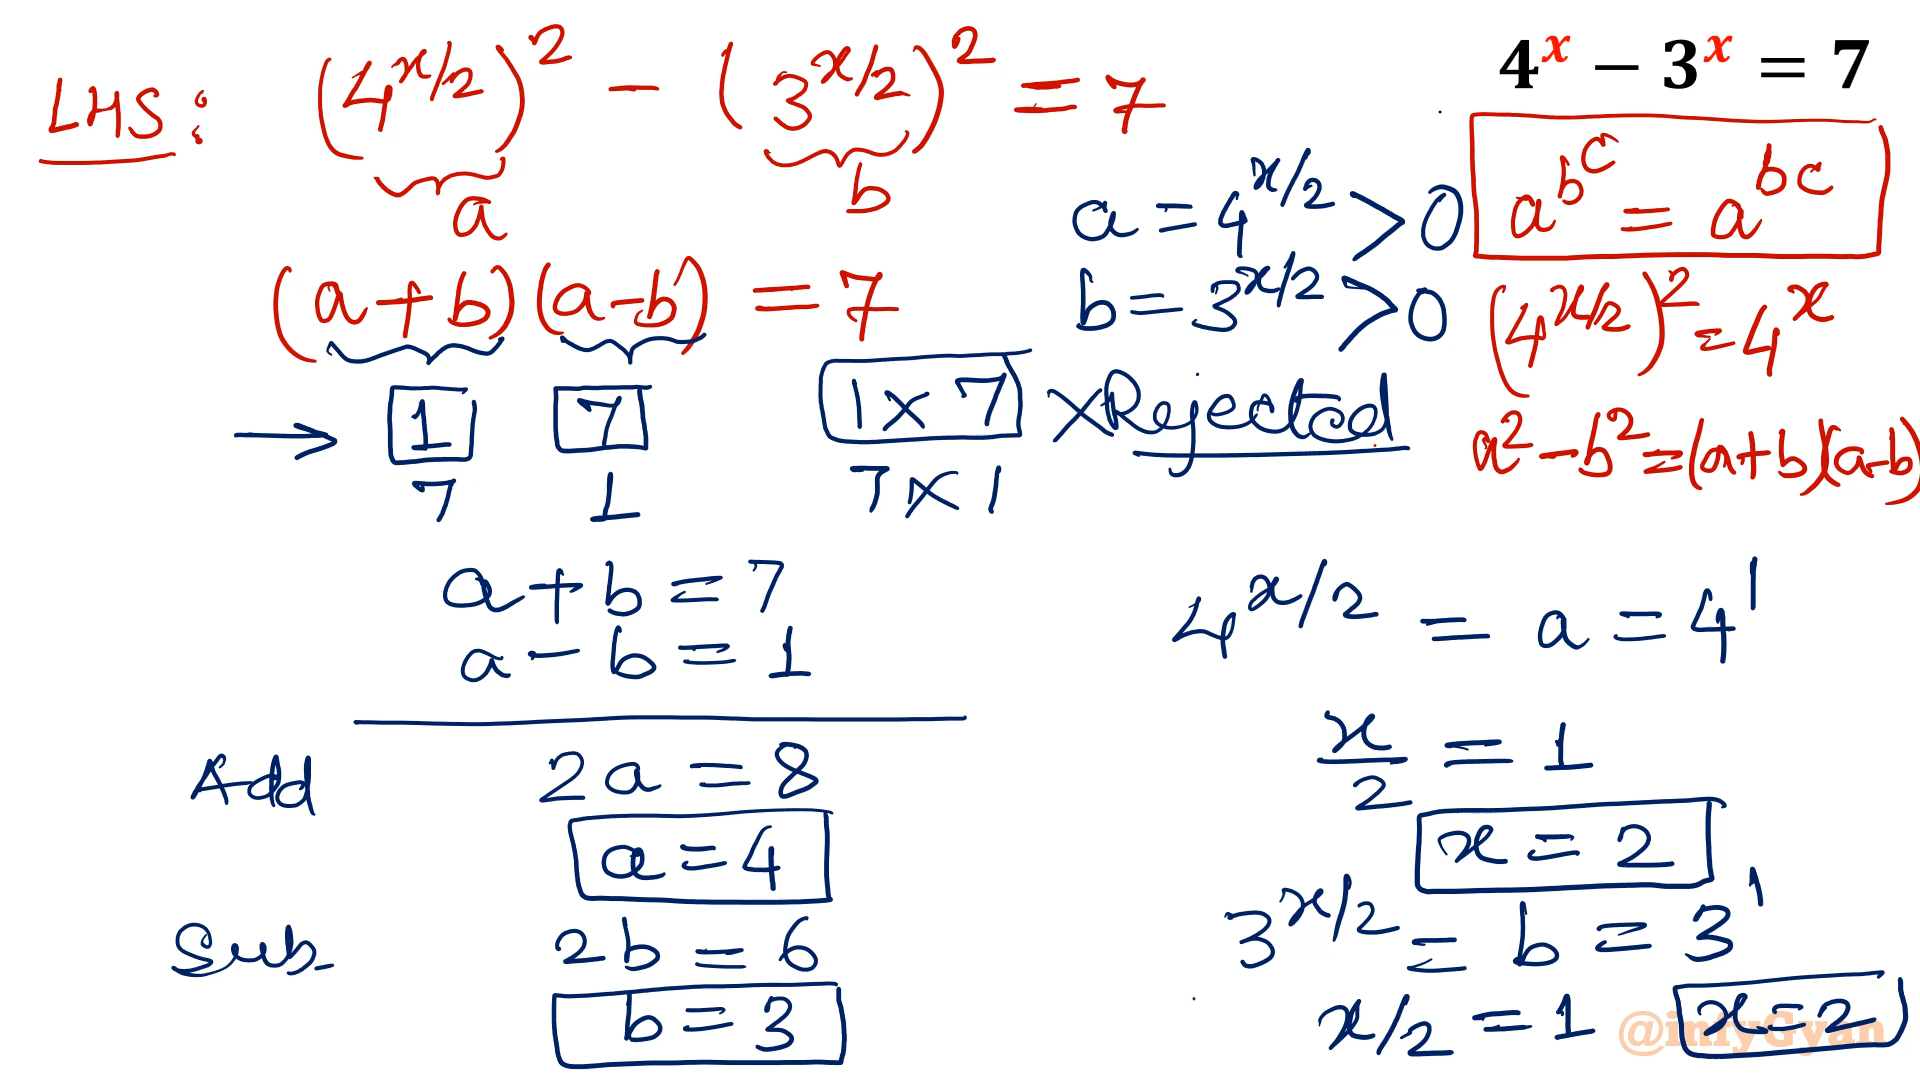 4^x − 3^x = 7
LHS : (4^{x/2})^2 − (3^{x/2})^2 = 7
a b
(a+b)(a−b) = 7
→ 1 7 1 × 7 × Rejected
7 1 7 × 1
a + b = 7
a − b = 1
Add 2a = 8
a = 4
Sub 2b = 6
b = 3
a = 4^{x/2} > 0
b = 3^{x/2} > 0
a^{b^c} = a^{bc}
(4^{x/2})^2 = 4^x
a^2 − b^2 = (a+b)(a−b)
4^{x/2} = a = 4^1
x/2 = 1
x = 2
3^{x/2} = b = 3^1
x/2 = 1 x = 2
@infyGyan